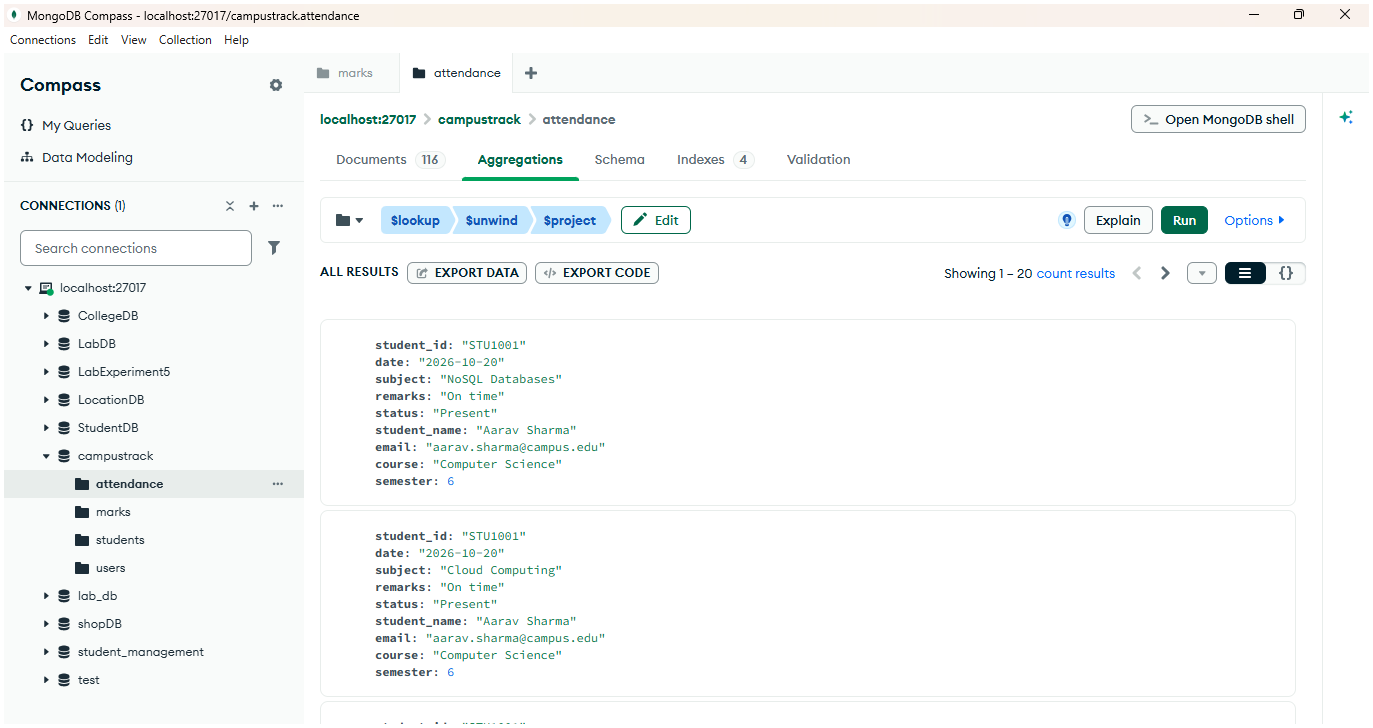 MongoDB Compass - localhost:27017/campustrack.attendance
Connections Edit View Collection Help
Compass
My Queries
Data Modeling
CONNECTIONS (1)
Search connections
localhost:27017
CollegeDB
LabDB
LabExperiment5
LocationDB
StudentDB
campustrack
attendance
marks
students
users
lab_db
shopDB
student_management
test
marks
attendance
localhost:27017 > campustrack > attendance
>_ Open MongoDB shell
Documents 116 Aggregations Schema Indexes 4 Validation
$lookup $unwind $project Edit Explain Run Options
ALL RESULTS EXPORT DATA </> EXPORT CODE Showing 1 – 20 count results {}
student_id: "STU1001"
date: "2026-10-20"
subject: "NoSQL Databases"
remarks: "On time"
status: "Present"
student_name: "Aarav Sharma"
email: "aarav.sharma@campus.edu"
course: "Computer Science"
semester: 6
student_id: "STU1001"
date: "2026-10-20"
subject: "Cloud Computing"
remarks: "On time"
status: "Present"
student_name: "Aarav Sharma"
email: "aarav.sharma@campus.edu"
course: "Computer Science"
semester: 6